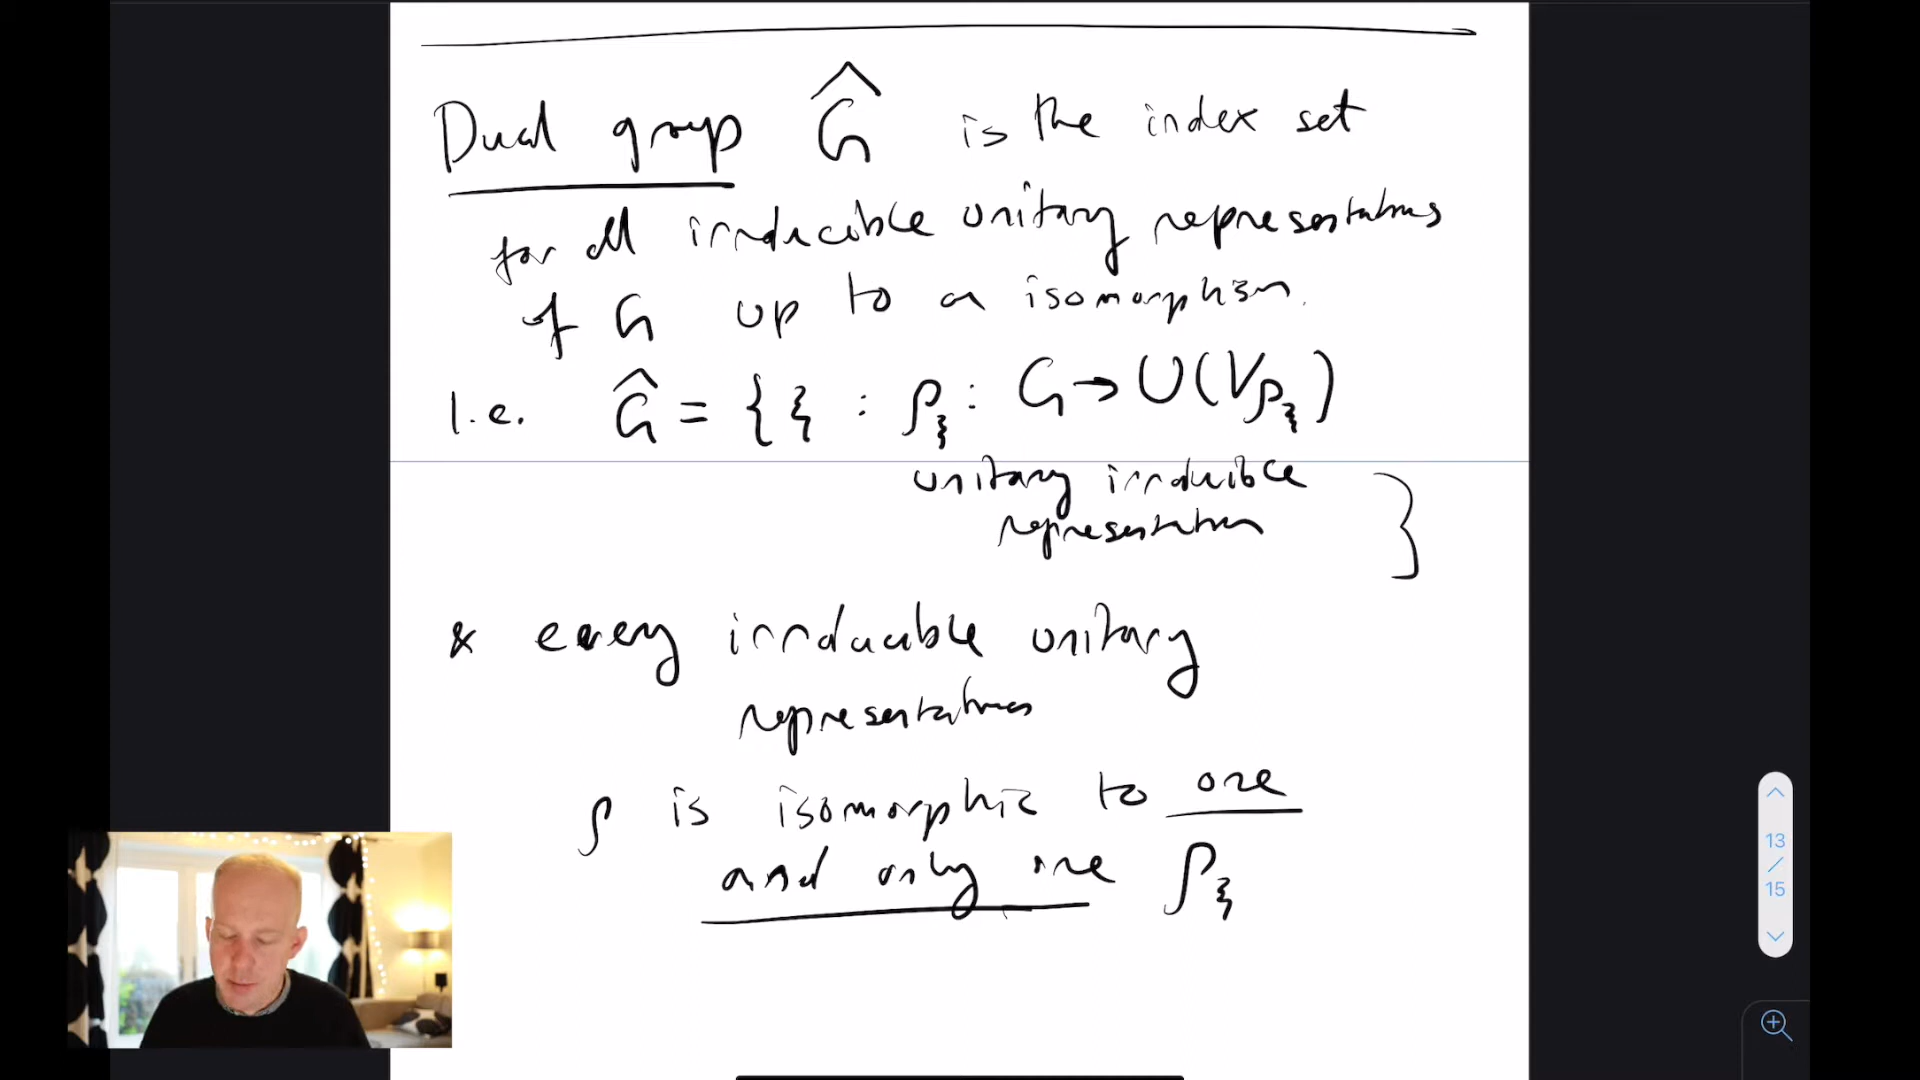 Dual group Ĝ is the index set
for all irreducible unitary representations
of G up to a isomorphism.
I.e. Ĝ = { ξ : ρ_ξ : G → U(V_ρ_ξ)
unitary irreducible
representation }
& every irreducible unitary
representations
ρ is isomorphic to one
and only one ρ_ξ
13
/
15